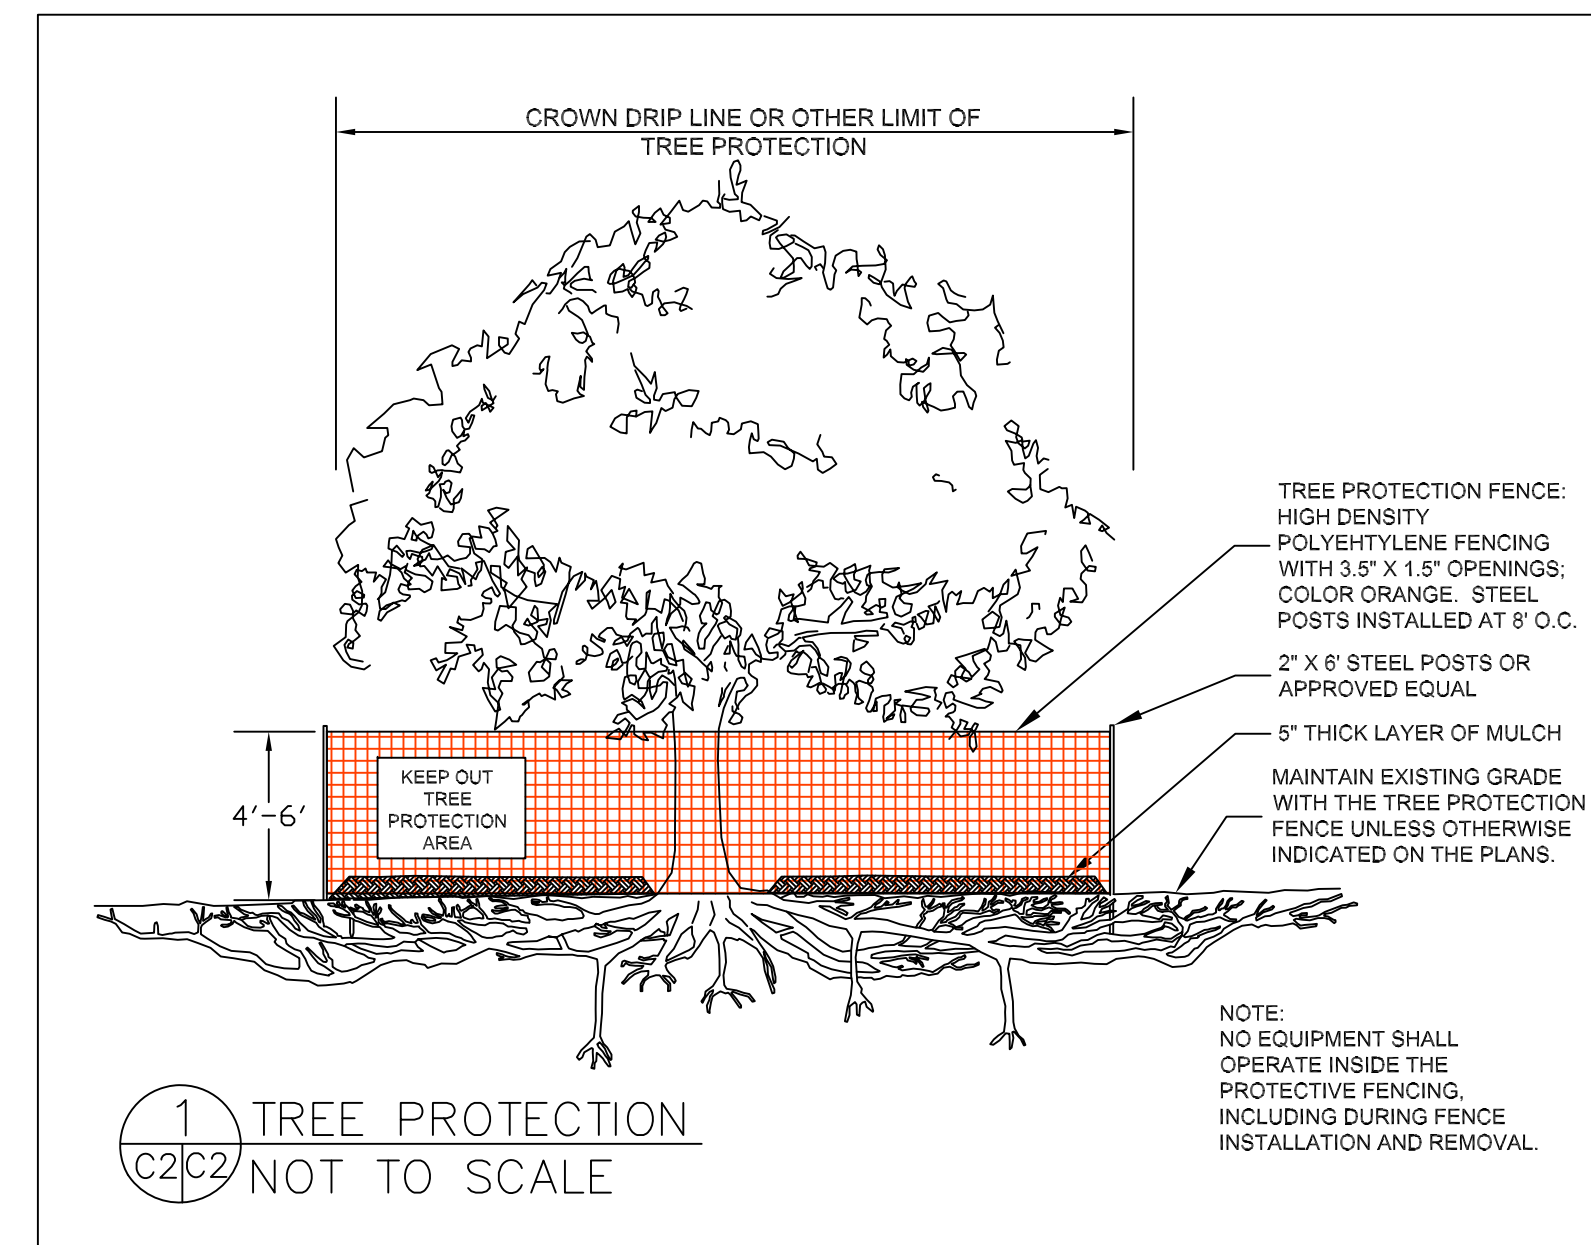 CROWN DRIP LINE OR OTHER LIMIT OF
TREE PROTECTION
TREE PROTECTION FENCE:
HIGH DENSITY
POLYEHTYLENE FENCING
WITH 3.5" X 1.5" OPENINGS;
COLOR ORANGE. STEEL
POSTS INSTALLED AT 8' O.C.
2" X 6' STEEL POSTS OR
APPROVED EQUAL
5" THICK LAYER OF MULCH
MAINTAIN EXISTING GRADE
WITH THE TREE PROTECTION
FENCE UNLESS OTHERWISE
INDICATED ON THE PLANS.
KEEP OUT
TREE
PROTECTION
AREA
4'-6'
NOTE:
NO EQUIPMENT SHALL
OPERATE INSIDE THE
PROTECTIVE FENCING,
INCLUDING DURING FENCE
INSTALLATION AND REMOVAL.
1
C2 C2
TREE PROTECTION
NOT TO SCALE